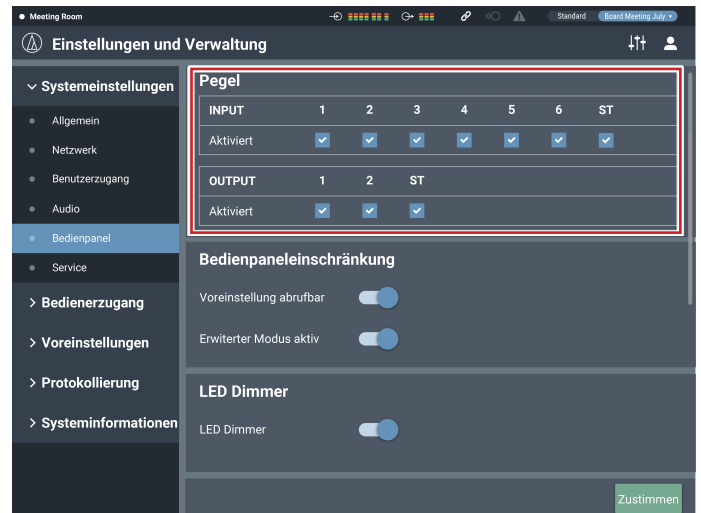 Meeting Room
Standard
Board Meeting July
Einstellungen und Verwaltung
Systemeinstellungen
Allgemein
Netzwerk
Benutzerzugang
Audio
Bedienpanel
Service
Bedienerzugang
Voreinstellungen
Protokollierung
Systeminformationen
Pegel
INPUT 1 2 3 4 5 6 ST
Aktiviert
OUTPUT 1 2 ST
Aktiviert
Bedienpaneleinschränkung
Voreinstellung abrufbar
Erwiterter Modus aktiv
LED Dimmer
LED Dimmer
Zustimmen